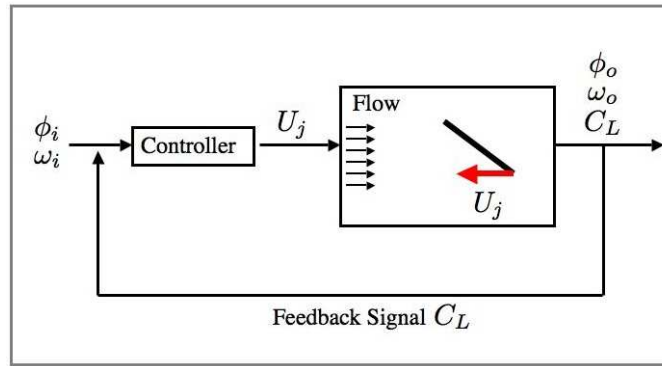 ϕ_i
ω_i
Controller
U_j
Flow
U_j
ϕ_o
ω_o
C_L
Feedback Signal C_L